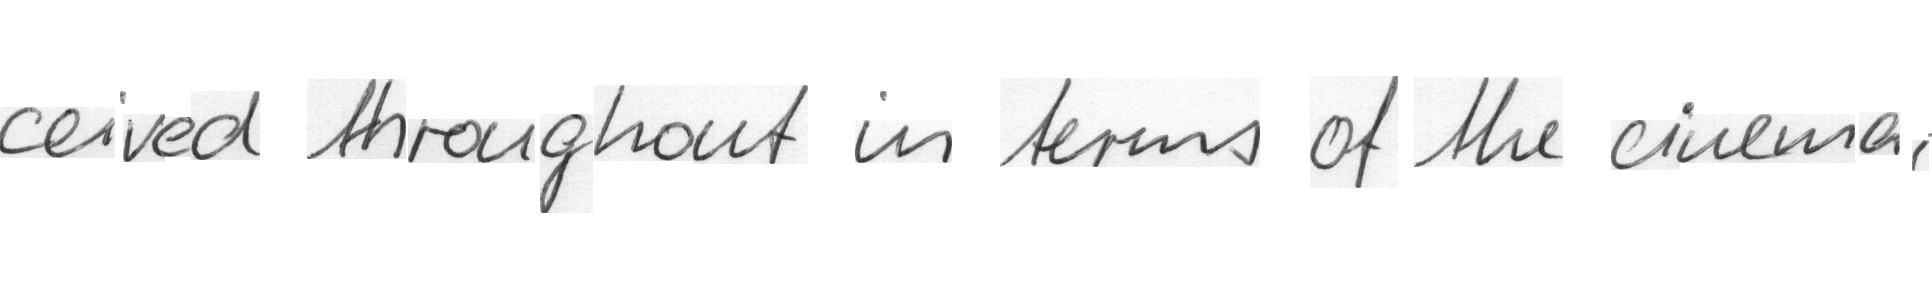 ceived throughout in terms of the cinema,